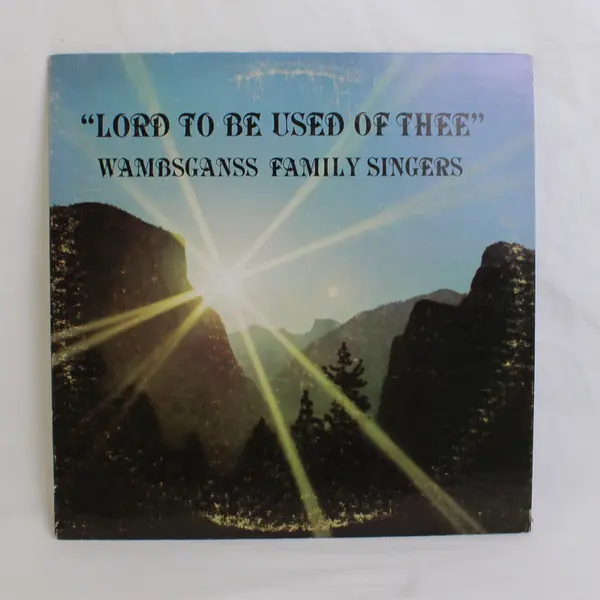 “LORD TO BE USED OF THEE”
WAMBSGANSS FAMILY SINGERS